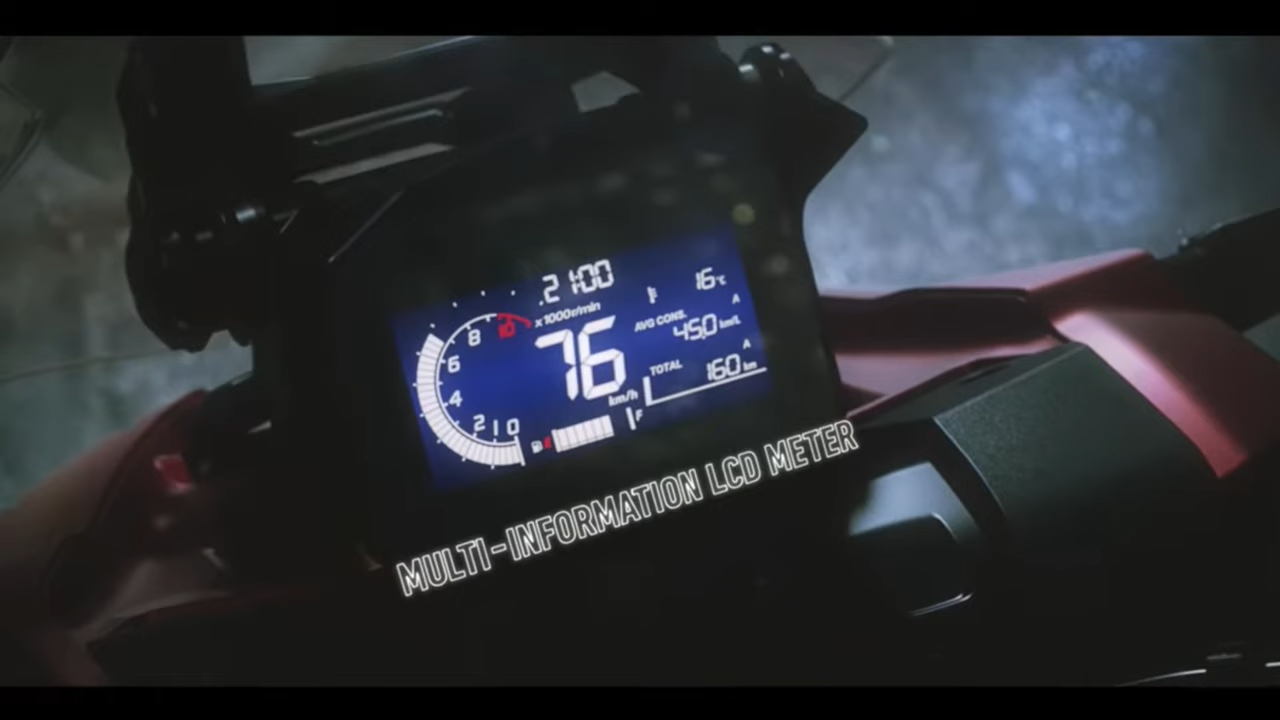 21:00
16 °C
x1000r/min
10
8
6
4
2
1
0
76
km/h
A
AVG CONS.
45.0 km/L
A
TOTAL
160 km
F
MULTI-INFORMATION LCD METER